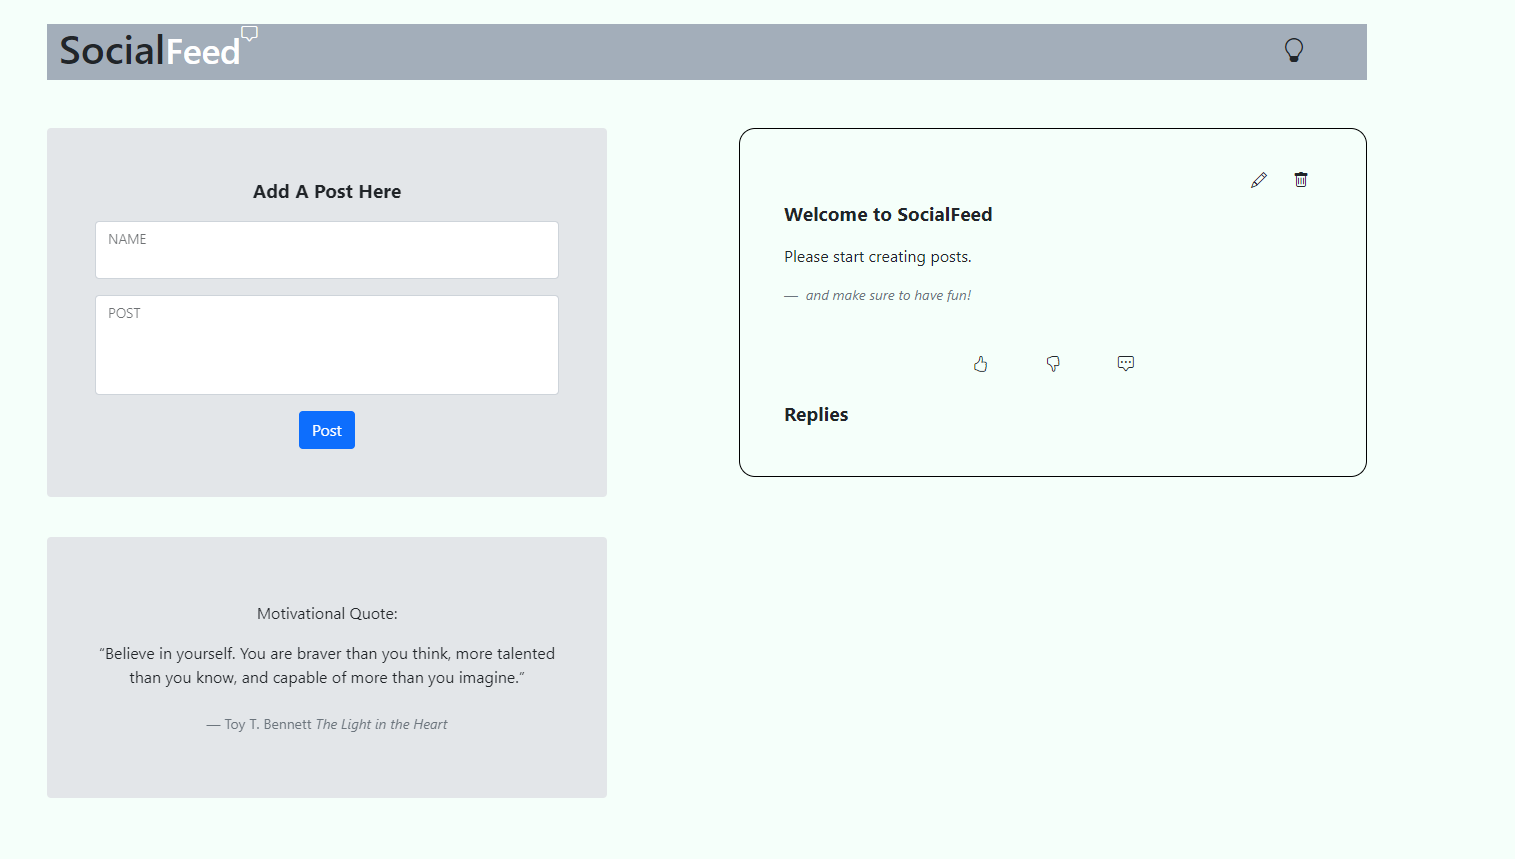 SocialFeed
Add A Post Here
NAME
POST
Post
Motivational Quote:
“Believe in yourself. You are braver than you think, more talented
than you know, and capable of more than you imagine.”
— Toy T. Bennett The Light in the Heart
Welcome to SocialFeed
Please start creating posts.
— and make sure to have fun!
Replies